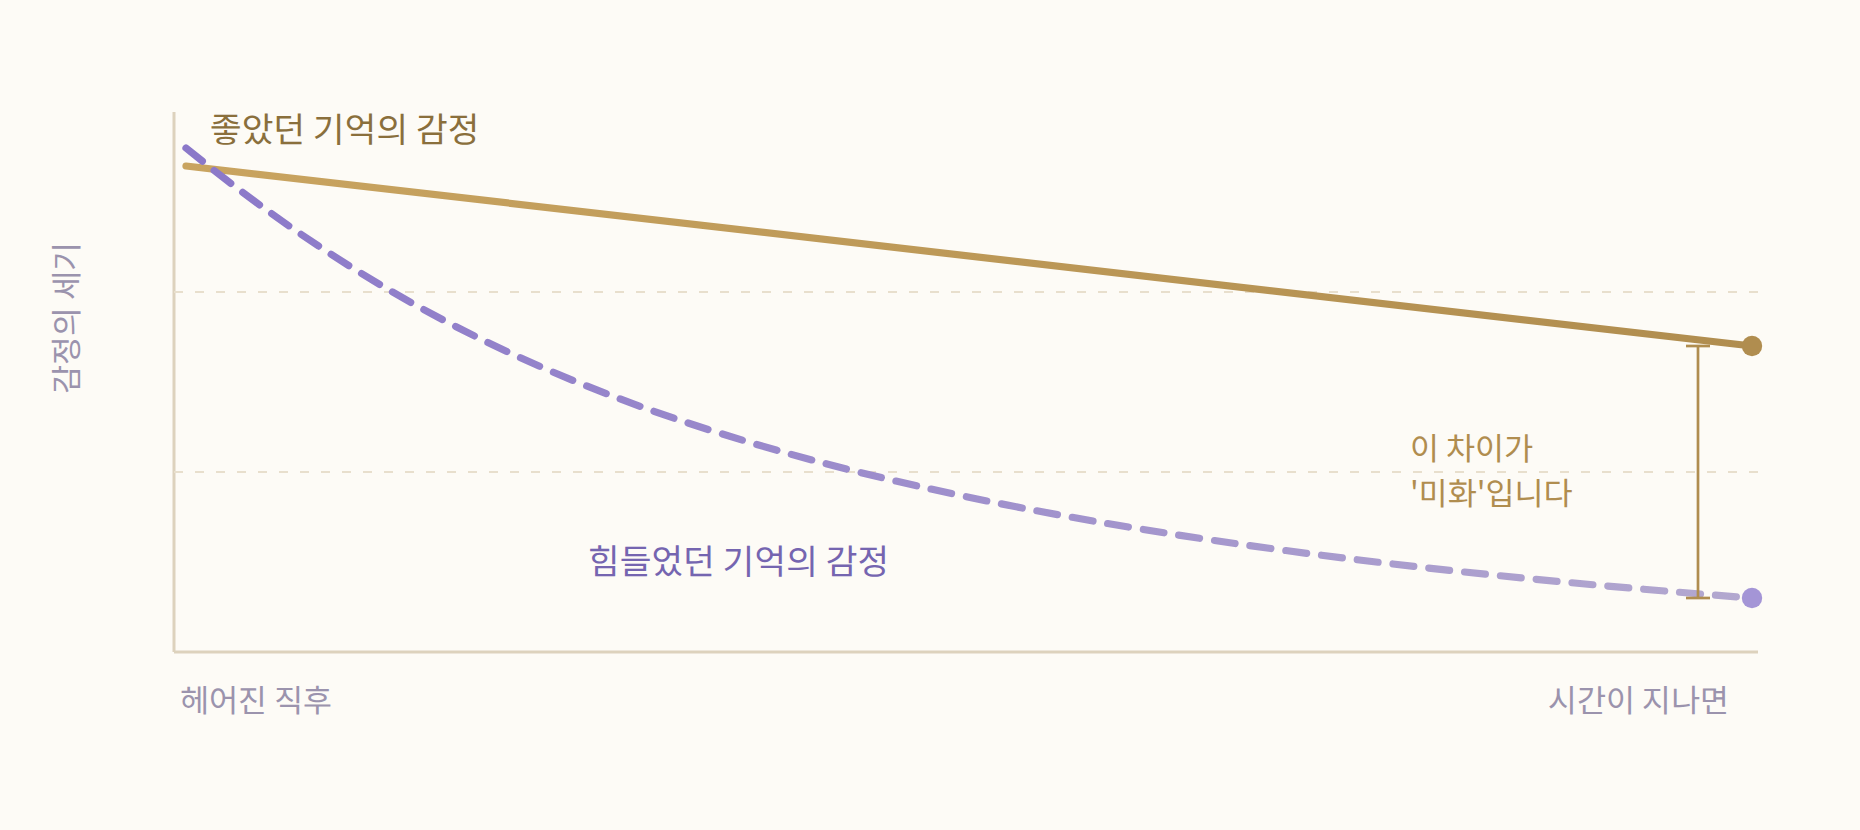 좋았던 기억의 감정
감정의 세기
이 차이가
'미화'입니다
힘들었던 기억의 감정
헤어진 직후
시간이 지나면